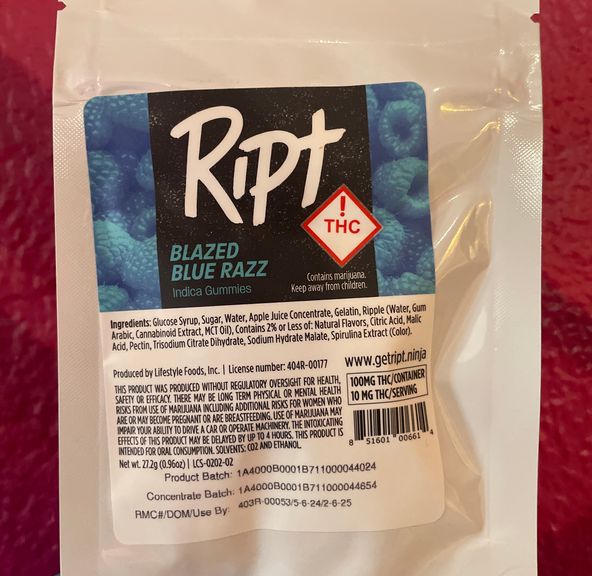 Ript
! THC
BLAZED
BLUE RAZZ
Indica Gummies
Contains marijuana.
Keep away from children.
Ingredients: Glucose Syrup, Sugar, Water, Apple Juice Concentrate, Gelatin, Ripple (Water, Gum
Arabic, Cannabinoid Extract, MCT Oil), Contains 2% or Less of: Natural Flavors, Citric Acid, Malic
Acid, Pectin, Trisodium Citrate Dihydrate, Sodium Hydrate Malate, Spirulina Extract (Color).
Produced by Lifestyle Foods, Inc. | License number: 404R-00177
www.getript.ninja
THIS PRODUCT WAS PRODUCED WITHOUT REGULATORY OVERSIGHT FOR HEALTH,
SAFETY OR EFFICACY. THERE MAY BE LONG TERM PHYSICAL OR MENTAL HEALTH
RISKS FROM USE OF MARIJUANA INCLUDING ADDITIONAL RISKS FOR WOMEN WHO
ARE OR MAY BECOME PREGNANT OR ARE BREASTFEEDING. USE OF MARIJUANA MAY
IMPAIR YOUR ABILITY TO DRIVE A CAR OR OPERATE MACHINERY. THE INTOXICATING
EFFECTS OF THIS PRODUCT MAY BE DELAYED BY UP TO 4 HOURS. THIS PRODUCT IS
INTENDED FOR ORAL CONSUMPTION. SOLVENTS: CO2 AND ETHANOL.
100MG THC/CONTAINER
10 MG THC/SERVING
8 51601 00661 4
Net wt. 27.2g (0.96oz) | LCS-0202-02
Product Batch: 1A4000B0001B711000044024
Concentrate Batch: 1A4000B0001B711000044654
RMC#/DOM/Use By: 403R-00053/5-6-24/2-6-25